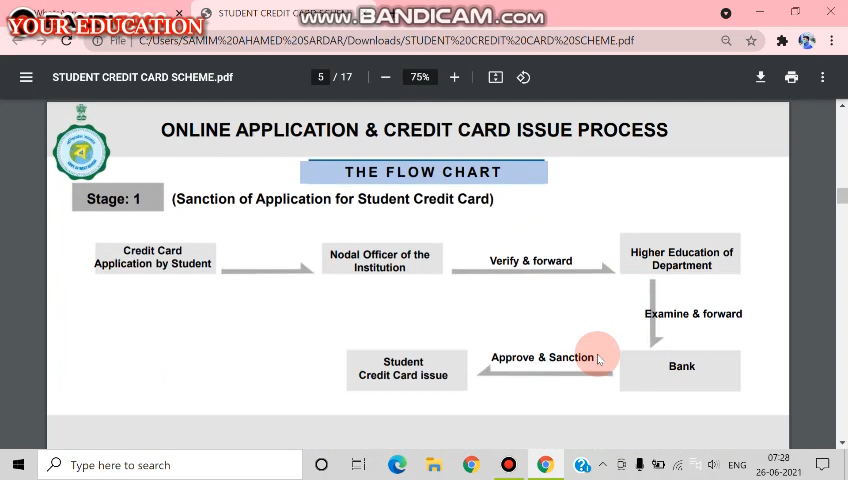 WWW.BANDICAM.COM
YOUR EDUCATION
STUDENT CREDIT CARD SCHEM
File
C:/Users/SAMIM%20AHAMED%20SARDAR/Downloads/STUDENT%20CREDIT%20CARD%20SCHEME.pdf
STUDENT CREDIT CARD SCHEME.pdf
5 / 17
75%
ONLINE APPLICATION & CREDIT CARD ISSUE PROCESS
THE FLOW CHART
Stage: 1
(Sanction of Application for Student Credit Card)
Credit Card
Application by Student
Nodal Officer of the
Institution
Verify & forward
Higher Education of
Department
Examine & forward
Approve & Sanction
Bank
Student
Credit Card issue
Type here to search
ENG
07:28
26-06-2021